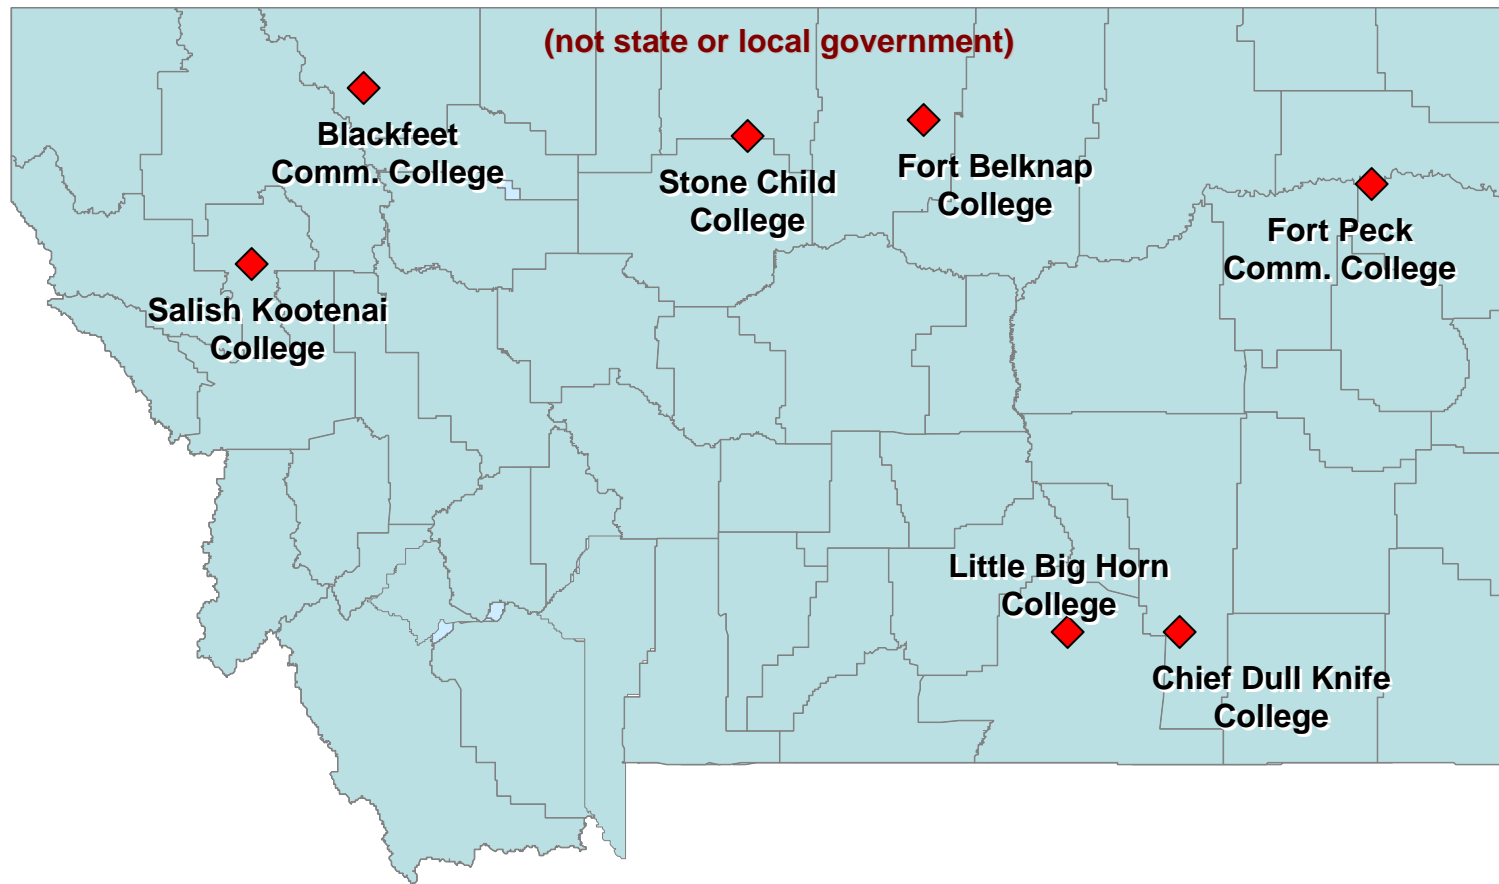 (not state or local government)
Blackfeet
Comm. College
Stone Child
College
Fort Belknap
College
Fort Peck
Comm. College
Salish Kootenai
College
Little Big Horn
College
Chief Dull Knife
College